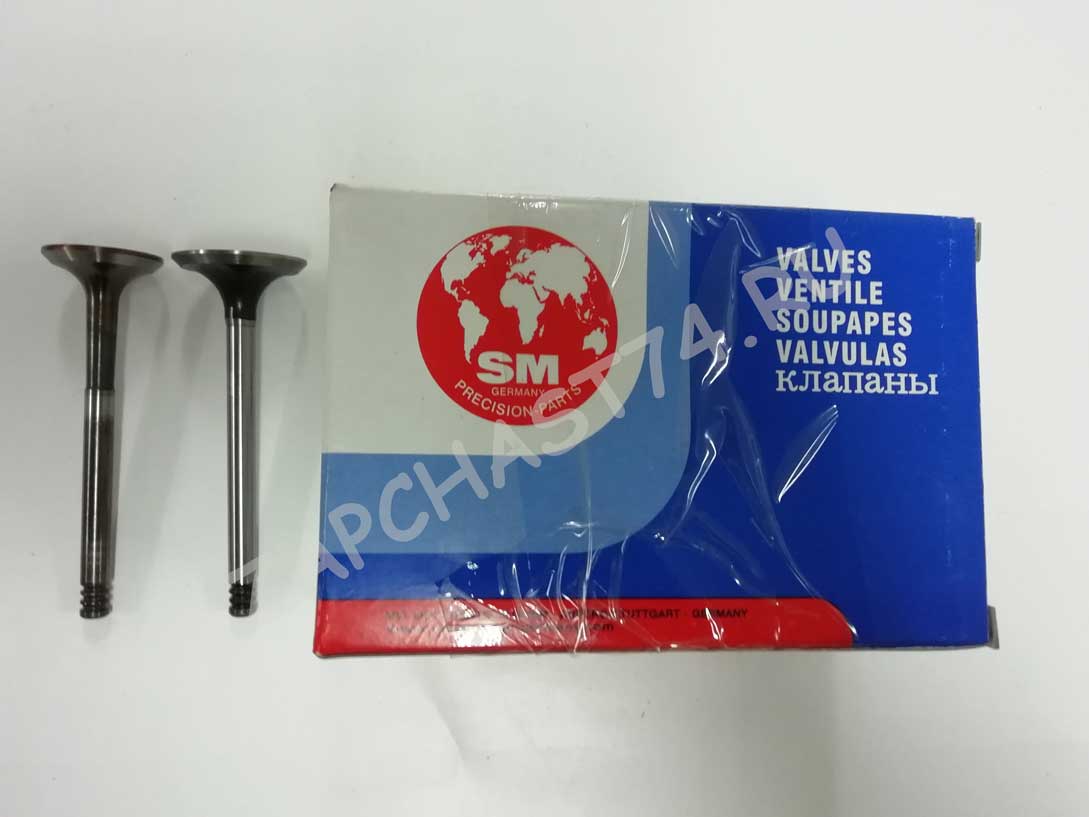 SM
GERMANY
PRECISION-PARTS
VALVES
VENTILE
SOUPAPES
VALVULAS
клапаны
STUTTGART · GERMANY
ZAPCHAST74.RU